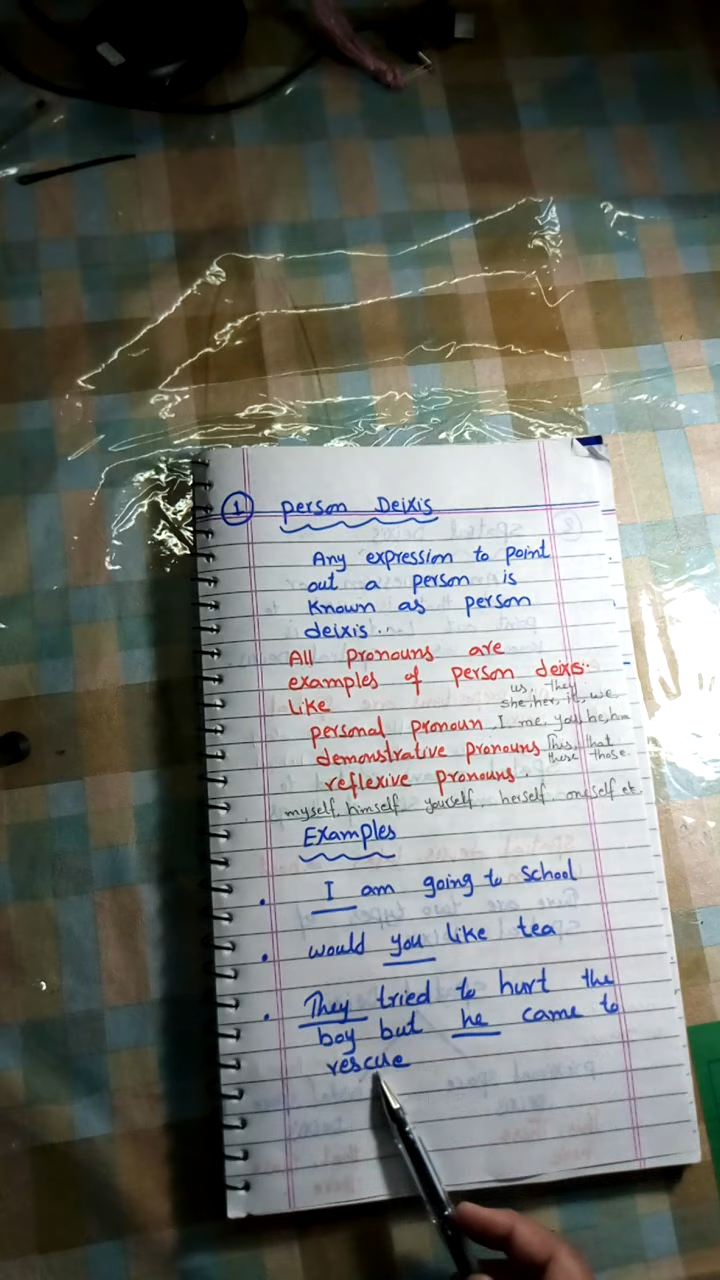 1 Person Deixis
Any expression to point
out a person is
known as person
deixis.
All pronouns are
examples of person deixs.
like
us, they
she, her, it, we
personal pronoun. I me, you he, him
demonstrative pronouns This, that
these those.
reflexive pronouns.
myself, himself yourself, herself, oneself etc.
Examples
. I am going to school
. would you like tea
. They tried to hurt the
boy but he came to
rescue